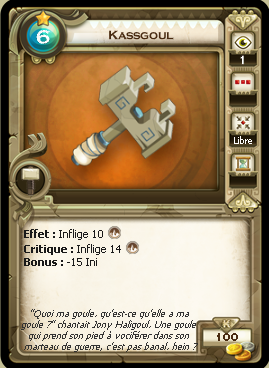 Kassgoul
6
1
Libre
Effet : Inflige 10
Critique : Inflige 14
Bonus : -15 Ini
"Quoi ma goule, qu'est-ce qu'elle a ma
goule ?" chantait Jony Haligoul. Une goule
qui prend son pied à vociférer dans son
marteau de guerre, c'est pas banal, hein ?
K
100